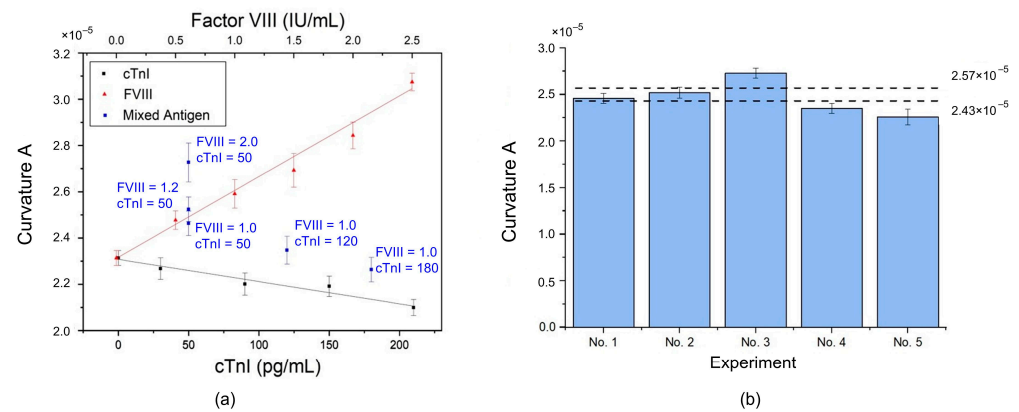 (a)
Factor VIII (IU/mL)
×10⁻⁵
0.0 0.5 1.0 1.5 2.0 2.5
3.2
3.0
2.8
2.6
2.4
2.2
2.0
Curvature A
cTnI
FVIII
Mixed Antigen
FVIII = 2.0
cTnI = 50
FVIII = 1.2
cTnI = 50
FVIII = 1.0
cTnI = 50
FVIII = 1.0
cTnI = 120
FVIII = 1.0
cTnI = 180
0 50 100 150 200
cTnI (pg/mL)
(b)
×10⁻⁵
3.0
2.5
2.0
1.5
1.0
0.5
0.0
Curvature A
2.57×10⁻⁵
2.43×10⁻⁵
No. 1 No. 2 No. 3 No. 4 No. 5
Experiment